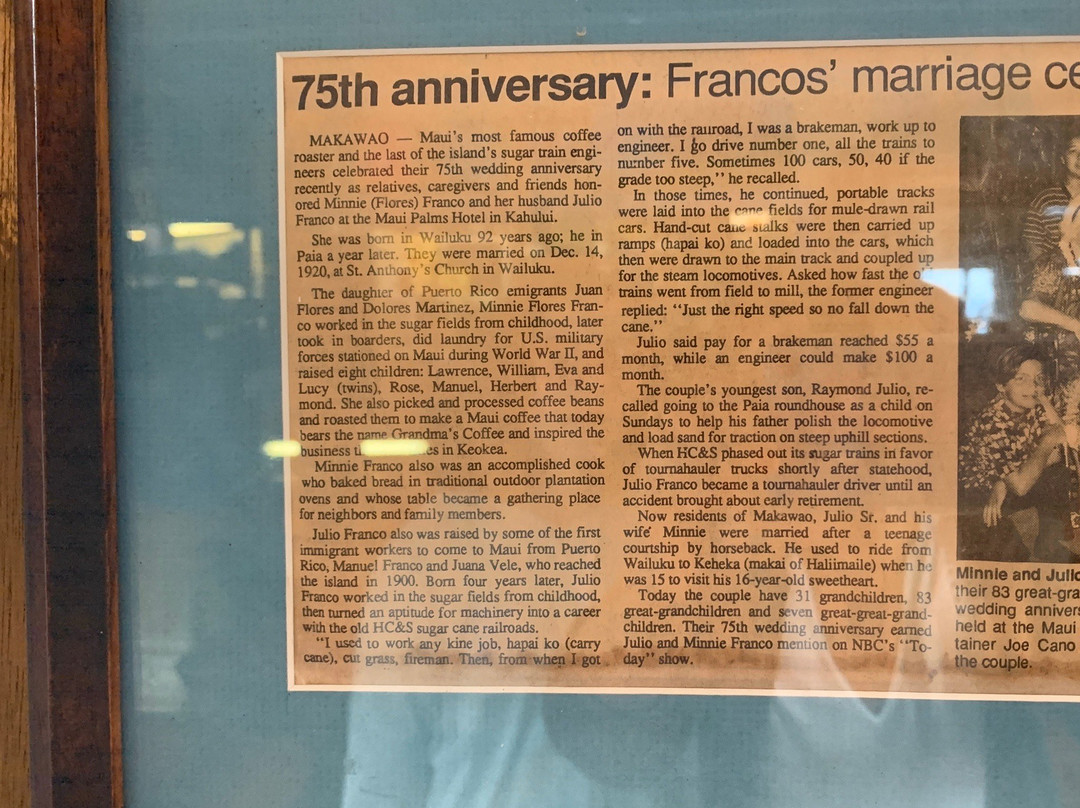 75th anniversary: Francos' marriage ce
MAKAWAO — Maui's most famous coffee
roaster and the last of the island's sugar train engi-
neers celebrated their 75th wedding anniversary
recently as relatives, caregivers and friends hon-
ored Minnie (Flores) Franco and her husband Julio
Franco at the Maui Palms Hotel in Kahului.
She was born in Wailuku 92 years ago; he in
Paia a year later. They were married on Dec. 14,
1920, at St. Anthony's Church in Wailuku.
The daughter of Puerto Rico emigrants Juan
Flores and Dolores Martinez, Minnie Flores Fran-
co worked in the sugar fields from childhood, later
took in boarders, did laundry for U.S. military
forces stationed on Maui during World War II, and
raised eight children: Lawrence, William, Eva and
Lucy (twins), Rose, Manuel, Herbert and Ray-
mond. She also picked and processed coffee beans
and roasted them to make a Maui coffee that today
bears the name Grandma's Coffee and inspired the
business in Keokea.
Minnie Franco also was an accomplished cook
who baked bread in traditional outdoor plantation
ovens and whose table became a gathering place
for neighbors and family members.
Julio Franco also was raised by some of the first
immigrant workers to come to Maui from Puerto
Rico, Manuel Franco and Juana Vele, who reached
the island in 1900. Born four years later, Julio
Franco worked in the sugar fields from childhood,
then turned an aptitude for machinery into a career
with the old HC&S sugar cane railroads.
"I used to work any kine job, hapai ko (carry
cane), cut grass, fireman. Then, from when I got
on with the railroad, I was a brakeman, work up to
engineer. I go drive number one, all the trains to
number five. Sometimes 100 cars, 50, 40 if the
grade too steep," he recalled.
In those times, he continued, portable tracks
were laid into the cane fields for mule-drawn rail
cars. Hand-cut cane stalks were then carried up
ramps (hapai ko) and loaded into the cars, which
then were drawn to the main track and coupled up
for the steam locomotives. Asked how fast the
trains went from field to mill, the former engineer
replied: "Just the right speed so no fall down the
cane."
Julio said pay for a brakeman reached $55 a
month, while an engineer could make $100 a
month.
The couple's youngest son, Raymond Julio, re-
called going to the Paia roundhouse as a child on
Sundays to help his father polish the locomotive
and load sand for traction on steep uphill sections.
When HC&S phased out its sugar trains in favor
of tournahauler trucks shortly after statehood,
Julio Franco became a tournahauler driver until an
accident brought about early retirement.
Now residents of Makawao, Julio Sr. and his
wife Minnie were married after a teenage
courtship by horseback. He used to ride from
Wailuku to Keheka (makai of Haliimaile) when he
was 15 to visit his 16-year-old sweetheart.
Today the couple have 31 grandchildren, 83
great-grandchildren and seven great-great-grand-
children. Their 75th wedding anniversary earned
Julio and Minnie Franco mention on NBC's "To-
day" show.
Minnie and Julio
their 83 great-gra
wedding annivers
held at the Maui
tainer Joe Cano
the couple.